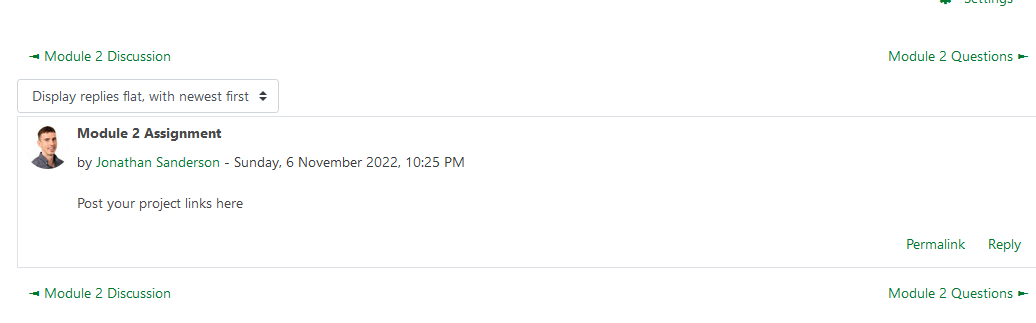 Settings
Module 2 Discussion
Module 2 Questions
Display replies flat, with newest first
Module 2 Assignment
by Jonathan Sanderson - Sunday, 6 November 2022, 10:25 PM
Post your project links here
Permalink
Reply
Module 2 Discussion
Module 2 Questions